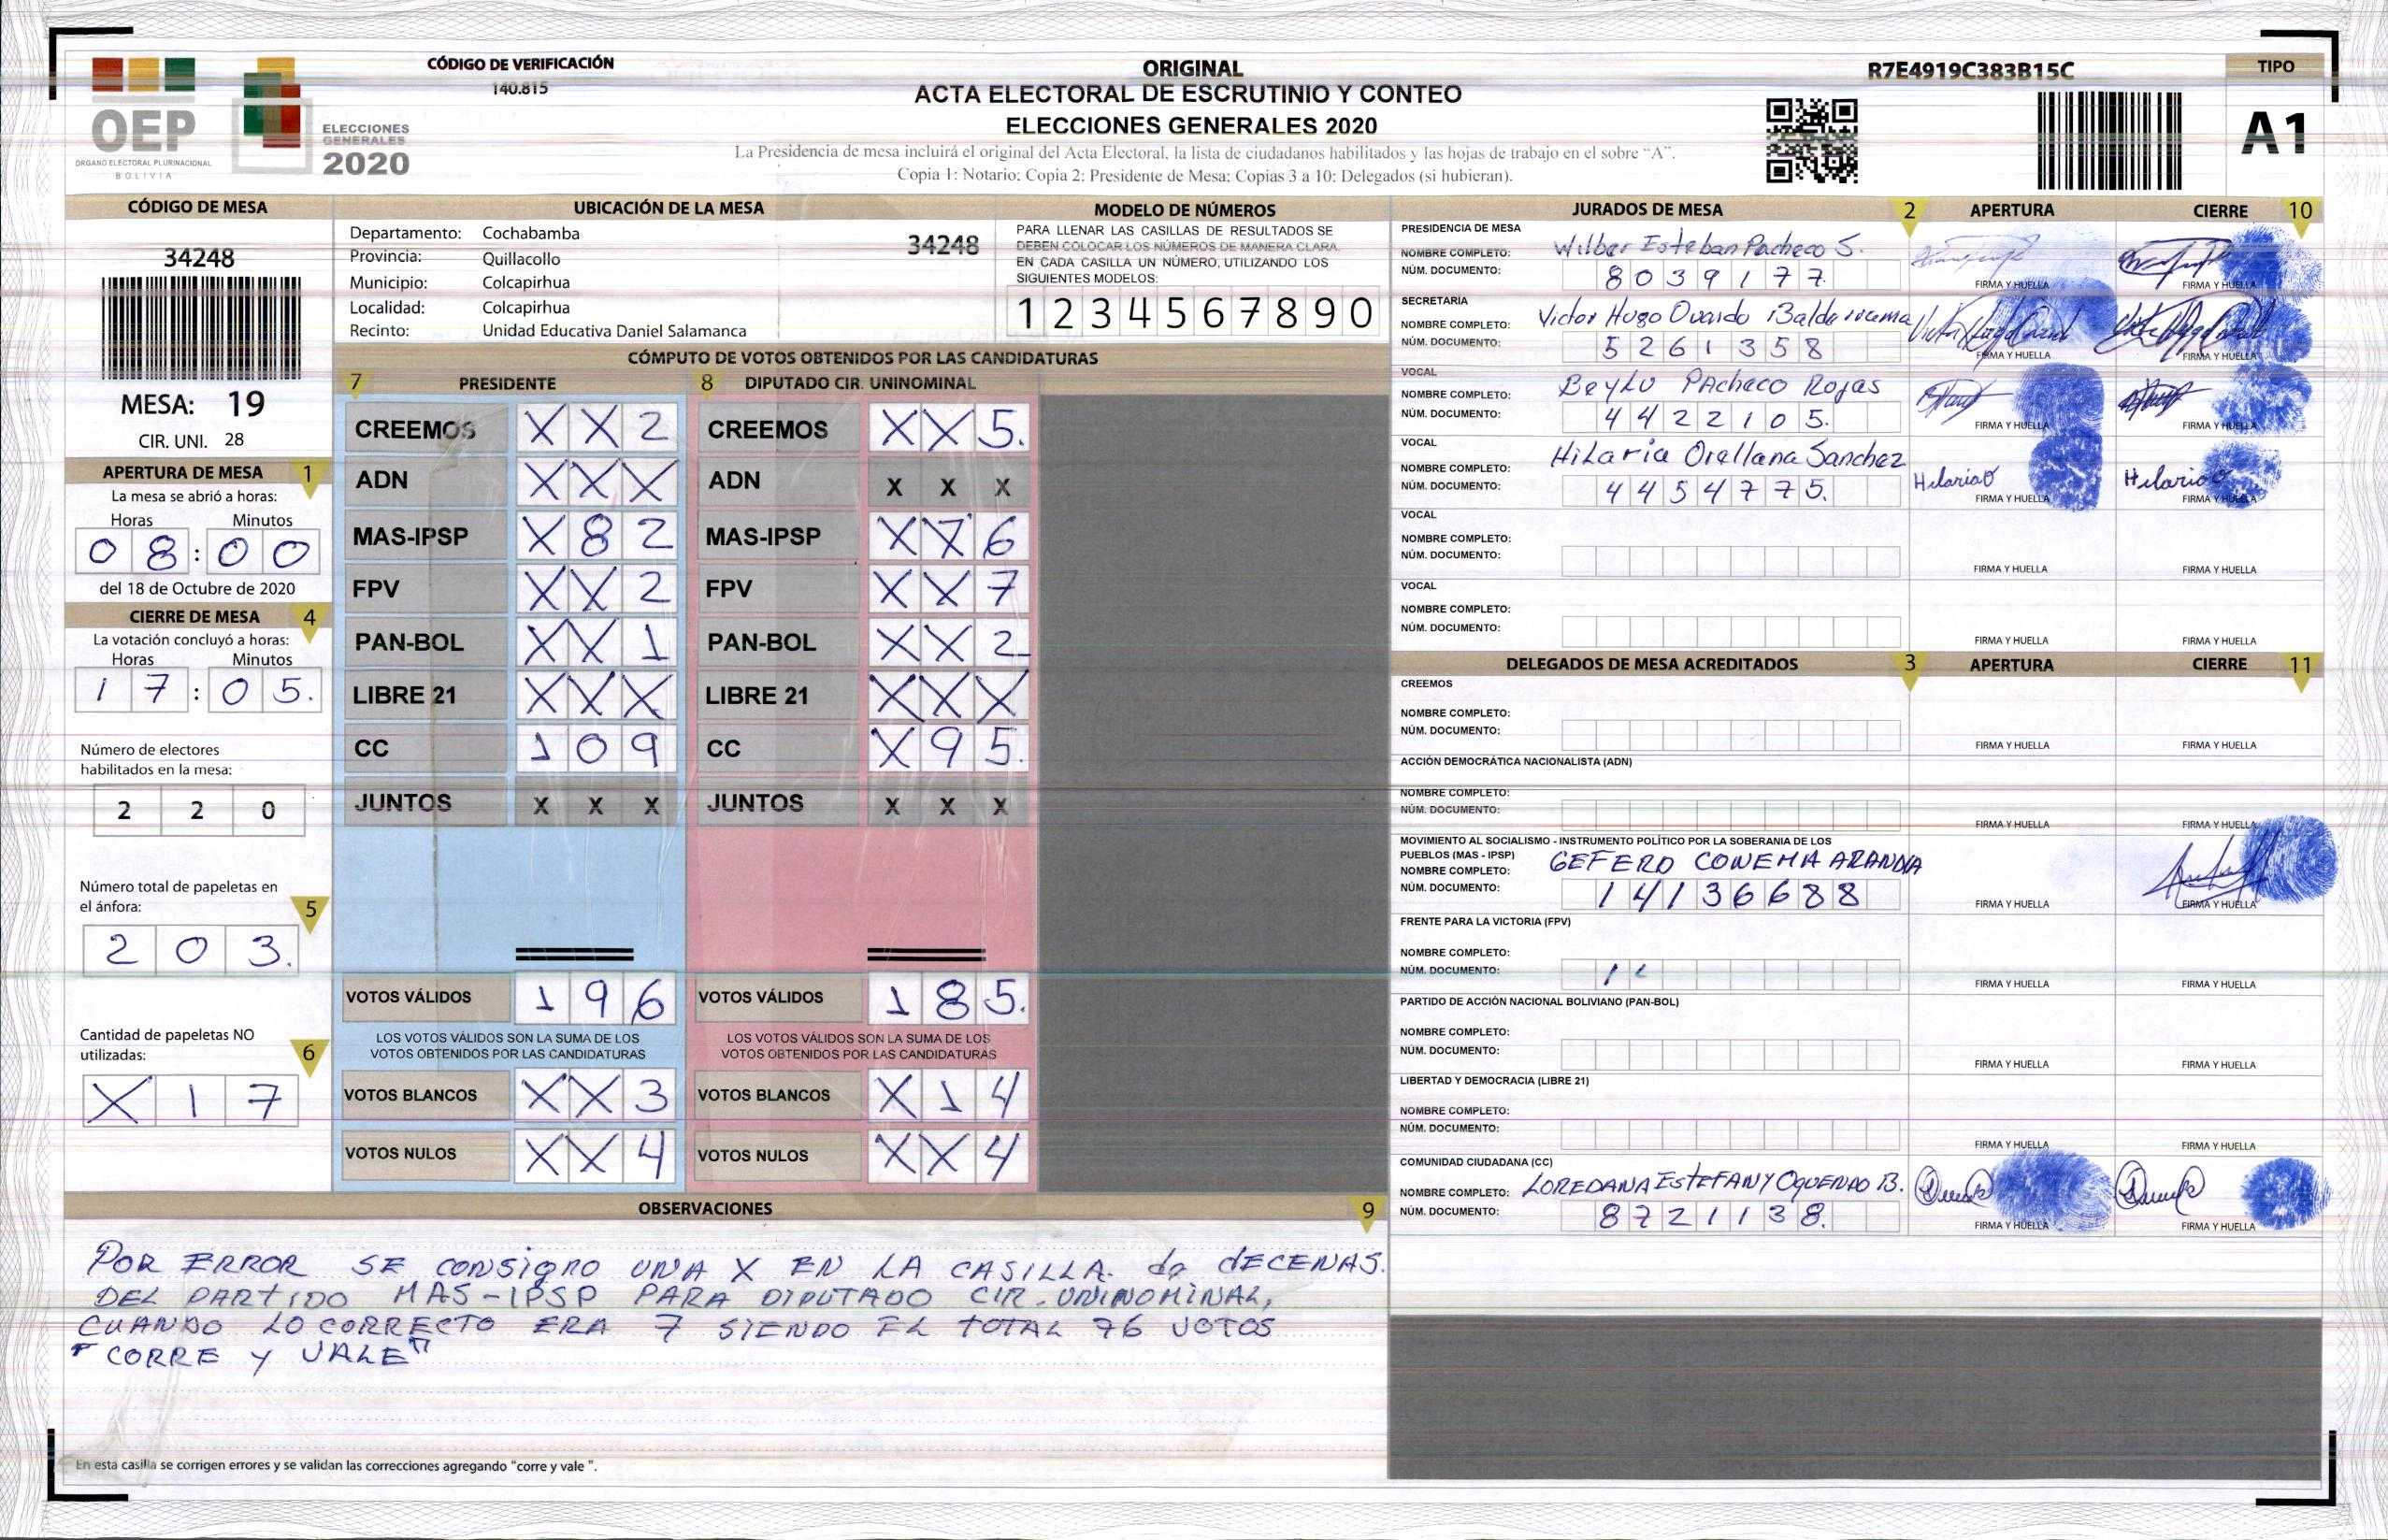 CÓDIGO DE VERIFICACIÓN
140.815
ORIGINAL
ACTA ELECTORAL DE ESCRUTINIO Y CONTEO
ELECCIONES GENERALES 2020
La Presidencia de mesa incluirá el original del Acta Electoral, la lista de ciudadanos habilitados y las hojas de trabajo en el sobre "A".
Copia 1: Notario; Copia 2: Presidente de Mesa; Copias 3 a 10: Delegados (si hubieran).
R7E4919C383B15C
TIPO
A1
OEP
ÓRGANO ELECTORAL PLURINACIONAL
BOLIVIA
ELECCIONES
GENERALES
2020
CÓDIGO DE MESA
34248
MESA: 19
CIR. UNI. 28
APERTURA DE MESA 1
La mesa se abrió a horas:
Horas Minutos
0 8 : 0 0
del 18 de Octubre de 2020
CIERRE DE MESA 4
La votación concluyó a horas:
Horas Minutos
1 7 : 0 5.
Número de electores
habilitados en la mesa:
2 2 0
Número total de papeletas en
el ánfora: 5
2 0 3.
Cantidad de papeletas NO
utilizadas: 6
X 1 7
UBICACIÓN DE LA MESA
Departamento: Cochabamba
34248
Provincia: Quillacollo
Municipio: Colcapirhua
Localidad: Colcapirhua
Recinto: Unidad Educativa Daniel Salamanca
MODELO DE NÚMEROS
PARA LLENAR LAS CASILLAS DE RESULTADOS SE
DEBEN COLOCAR LOS NÚMEROS DE MANERA CLARA.
EN CADA CASILLA UN NÚMERO, UTILIZANDO LOS
SIGUIENTES MODELOS:
1 2 3 4 5 6 7 8 9 0
CÓMPUTO DE VOTOS OBTENIDOS POR LAS CANDIDATURAS
7 PRESIDENTE 8 DIPUTADO CIR. UNINOMINAL
CREEMOS X X 2 CREEMOS X X 5.
ADN X X X ADN X X X
MAS-IPSP X 8 2 MAS-IPSP X 7 6
FPV X X 2 FPV X X 7
PAN-BOL X X 1 PAN-BOL X X 2
LIBRE 21 X X X LIBRE 21 X X X
CC 1 0 9 CC X 9 5.
JUNTOS X X X JUNTOS X X X
VOTOS VÁLIDOS 1 9 6 VOTOS VÁLIDOS 1 8 5.
LOS VOTOS VÁLIDOS SON LA SUMA DE LOS LOS VOTOS VÁLIDOS SON LA SUMA DE LOS
VOTOS OBTENIDOS POR LAS CANDIDATURAS VOTOS OBTENIDOS POR LAS CANDIDATURAS
VOTOS BLANCOS X X 3 VOTOS BLANCOS X 1 4
VOTOS NULOS X X 4 VOTOS NULOS X X 4
OBSERVACIONES 9
POR ERROR SE CONSIGNO UNA X EN LA CASILLA. de DECENAS.
DEL PARTIDO MAS-IPSP PARA DIPUTADO CIR. UNINOMINAL,
CUANDO LO CORRECTO ERA 7 SIENDO EL TOTAL 76 VOTOS
"CORRE Y VALE"
En esta casilla se corrigen errores y se validan las correcciones agregando "corre y vale ".
JURADOS DE MESA 2 APERTURA CIERRE 10
PRESIDENCIA DE MESA
NOMBRE COMPLETO: Wilber Esteban Pacheco S.
NÚM. DOCUMENTO: 8 0 3 9 1 7 7.
FIRMA Y HUELLA FIRMA Y HUELLA
SECRETARÍA
NOMBRE COMPLETO: Victor Hugo Ovando Balderrama
NÚM. DOCUMENTO: 5 2 6 1 3 5 8
FIRMA Y HUELLA FIRMA Y HUELLA
VOCAL
NOMBRE COMPLETO: Beylu Pacheco Rojas
NÚM. DOCUMENTO: 4 4 2 2 1 0 5.
FIRMA Y HUELLA FIRMA Y HUELLA
VOCAL
NOMBRE COMPLETO: Hilaria Orellana Sanchez
NÚM. DOCUMENTO: 4 4 5 4 7 7 5.
Hilaria O Hilaria O
FIRMA Y HUELLA FIRMA Y HUELLA
VOCAL
NOMBRE COMPLETO:
NÚM. DOCUMENTO:
FIRMA Y HUELLA FIRMA Y HUELLA
VOCAL
NOMBRE COMPLETO:
NÚM. DOCUMENTO:
FIRMA Y HUELLA FIRMA Y HUELLA
DELEGADOS DE MESA ACREDITADOS 3 APERTURA CIERRE 11
CREEMOS
NOMBRE COMPLETO:
NÚM. DOCUMENTO:
FIRMA Y HUELLA FIRMA Y HUELLA
ACCIÓN DEMOCRÁTICA NACIONALISTA (ADN)
NOMBRE COMPLETO:
NÚM. DOCUMENTO:
FIRMA Y HUELLA FIRMA Y HUELLA
MOVIMIENTO AL SOCIALISMO - INSTRUMENTO POLÍTICO POR LA SOBERANIA DE LOS
PUEBLOS (MAS - IPSP)
NOMBRE COMPLETO: GEFERD CONEMA ARANDIA
NÚM. DOCUMENTO: 1 4 1 3 6 6 8 8
FIRMA Y HUELLA FIRMA Y HUELLA
FRENTE PARA LA VICTORIA (FPV)
NOMBRE COMPLETO:
NÚM. DOCUMENTO: 1
FIRMA Y HUELLA FIRMA Y HUELLA
PARTIDO DE ACCIÓN NACIONAL BOLIVIANO (PAN-BOL)
NOMBRE COMPLETO:
NÚM. DOCUMENTO:
FIRMA Y HUELLA FIRMA Y HUELLA
LIBERTAD Y DEMOCRACIA (LIBRE 21)
NOMBRE COMPLETO:
NÚM. DOCUMENTO:
FIRMA Y HUELLA FIRMA Y HUELLA
COMUNIDAD CIUDADANA (CC)
NOMBRE COMPLETO: LOREDANA ESTEFANY OQUENDO B.
NÚM. DOCUMENTO: 8 7 2 1 1 3 8.
FIRMA Y HUELLA FIRMA Y HUELLA